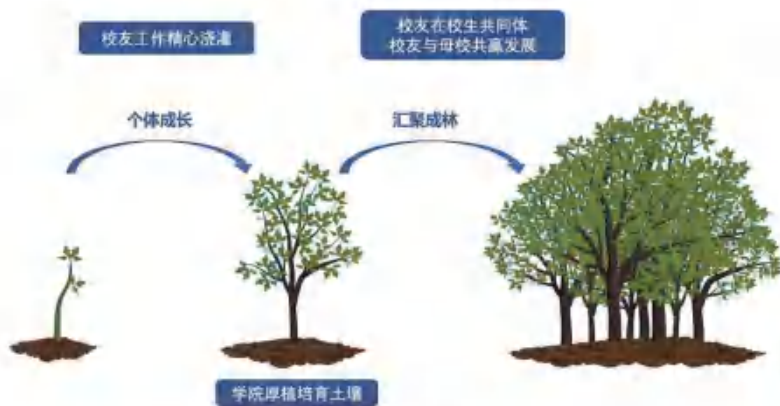 校友工作精心浇灌
校友在校生共同体
校友与母校共赢发展
个体成长
汇聚成林
学院厚植培育土壤